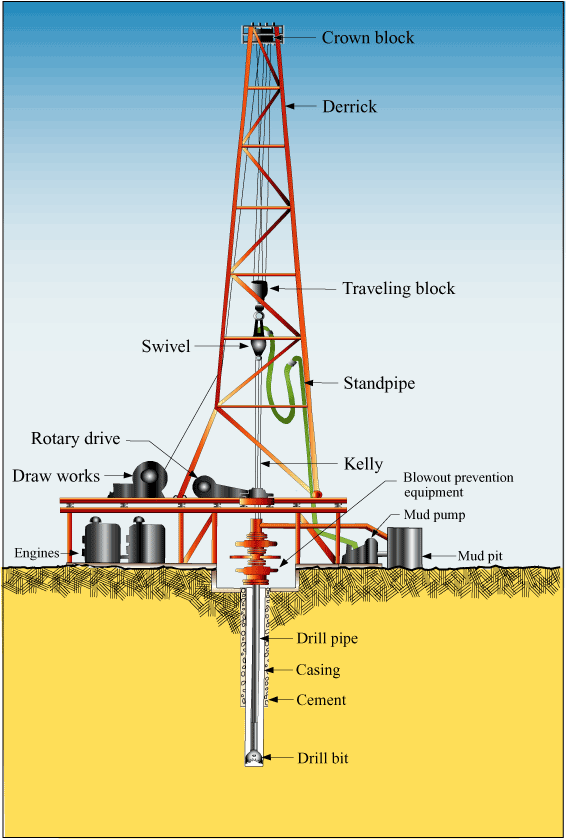 Crown block
Derrick
Traveling block
Swivel
Standpipe
Rotary drive
Draw works
Kelly
Blowout prevention
equipment
Mud pump
Engines
Mud pit
Drill pipe
Casing
Cement
Drill bit